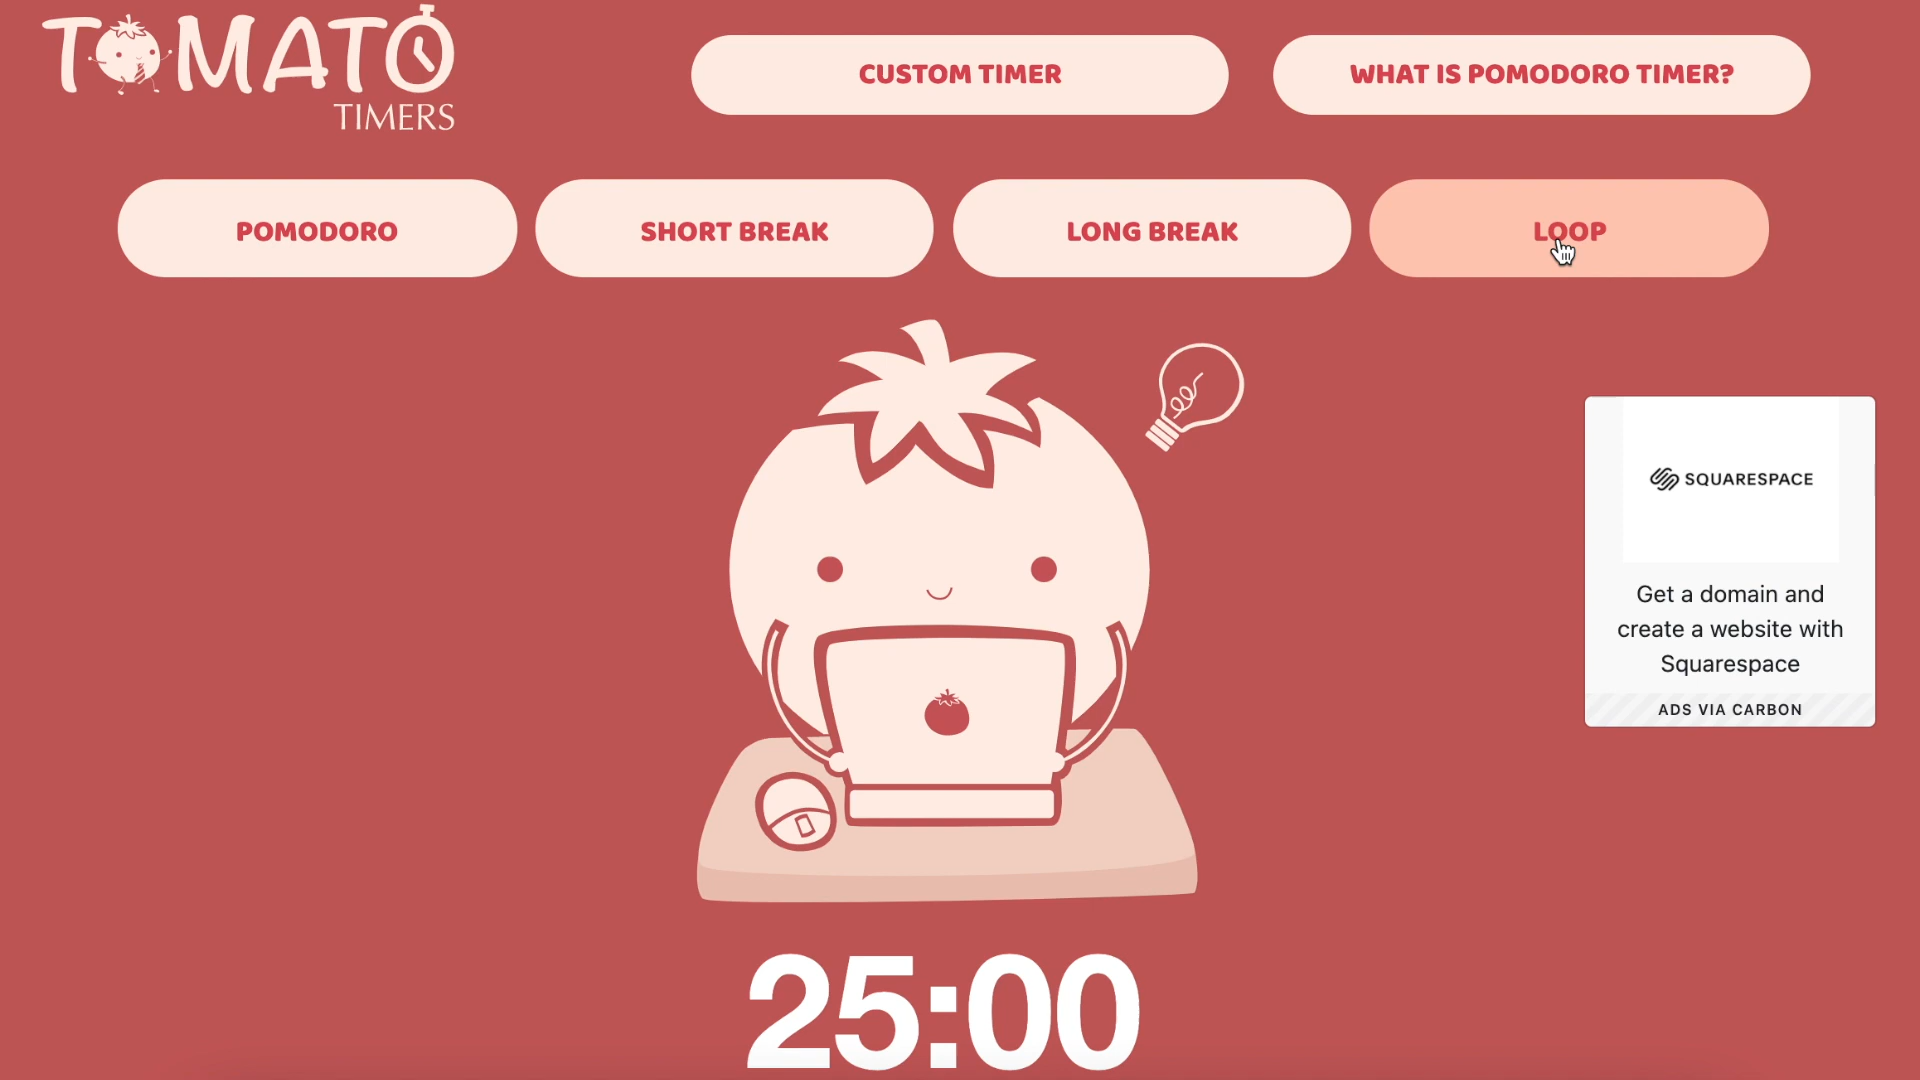 TOMATO
TIMERS
CUSTOM TIMER
WHAT IS POMODORO TIMER?
POMODORO
SHORT BREAK
LONG BREAK
LOOP
SQUARESPACE
Get a domain and
create a website with
Squarespace
ADS VIA CARBON
25:00